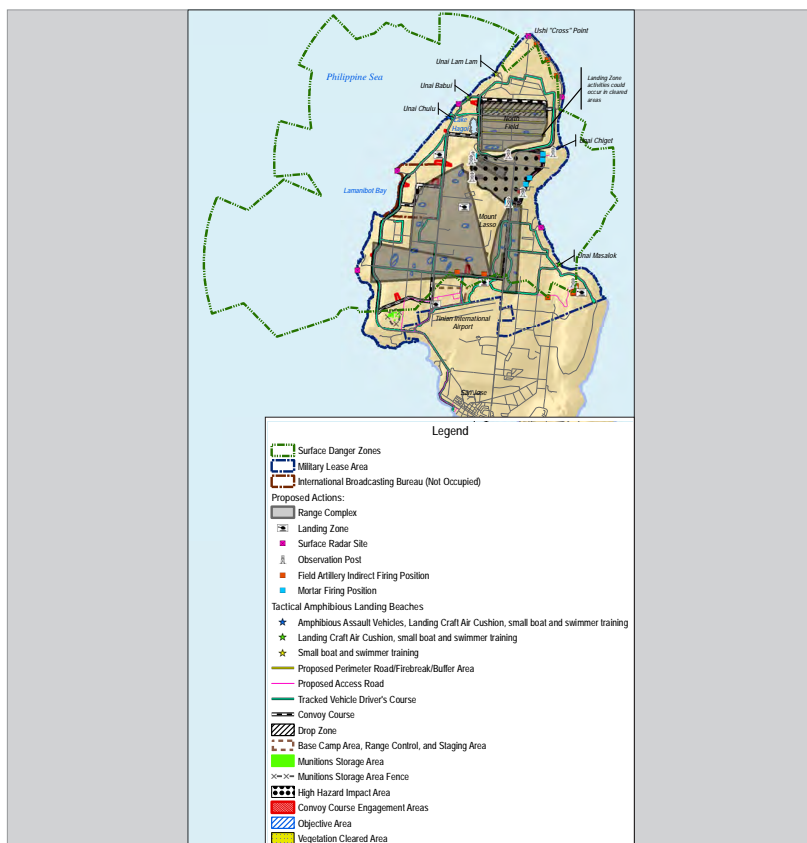 Ushi "Cross" Point
Unai Lam Lam
Philippine Sea
Landing Zone
activities could
occur in cleared
areas
Unai Babui
Unai Chulu
Lake
Hagoi
North
Field
Unai Chiget
Lamanibot Bay
Mount
Lasso
Unai Masalok
Tinian International
Airport
San Jose
Legend
Surface Danger Zones
Military Lease Area
International Broadcasting Bureau (Not Occupied)
Proposed Actions:
Range Complex
Landing Zone
Surface Radar Site
Observation Post
Field Artillery Indirect Firing Position
Mortar Firing Position
Tactical Amphibious Landing Beaches
Amphibious Assault Vehicles, Landing Craft Air Cushion, small boat and swimmer training
Landing Craft Air Cushion, small boat and swimmer training
Small boat and swimmer training
Proposed Perimeter Road/Firebreak/Buffer Area
Proposed Access Road
Tracked Vehicle Driver's Course
Convoy Course
Drop Zone
Base Camp Area, Range Control, and Staging Area
Munitions Storage Area
Munitions Storage Area Fence
High Hazard Impact Area
Convoy Course Engagement Areas
Objective Area
Vegetation Cleared Area